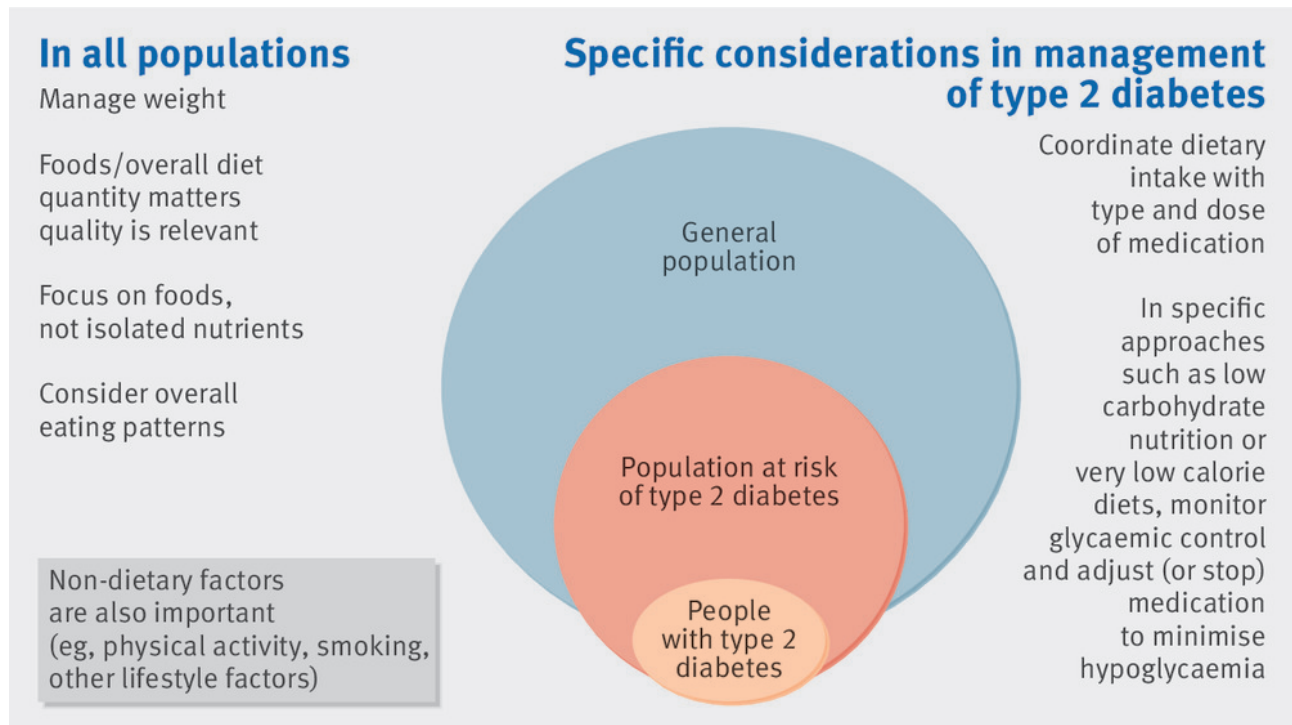 In all populations
Manage weight
Foods/overall diet
quantity matters
quality is relevant
Focus on foods,
not isolated nutrients
Consider overall
eating patterns
Non-dietary factors
are also important
(eg, physical activity, smoking,
other lifestyle factors)
General
population
Population at risk
of type 2 diabetes
People
with type 2
diabetes
Specific considerations in management
of type 2 diabetes
Coordinate dietary
intake with
type and dose
of medication
In specific
approaches
such as low
carbohydrate
nutrition or
very low calorie
diets, monitor
glycaemic control
and adjust (or stop)
medication
to minimise
hypoglycaemia